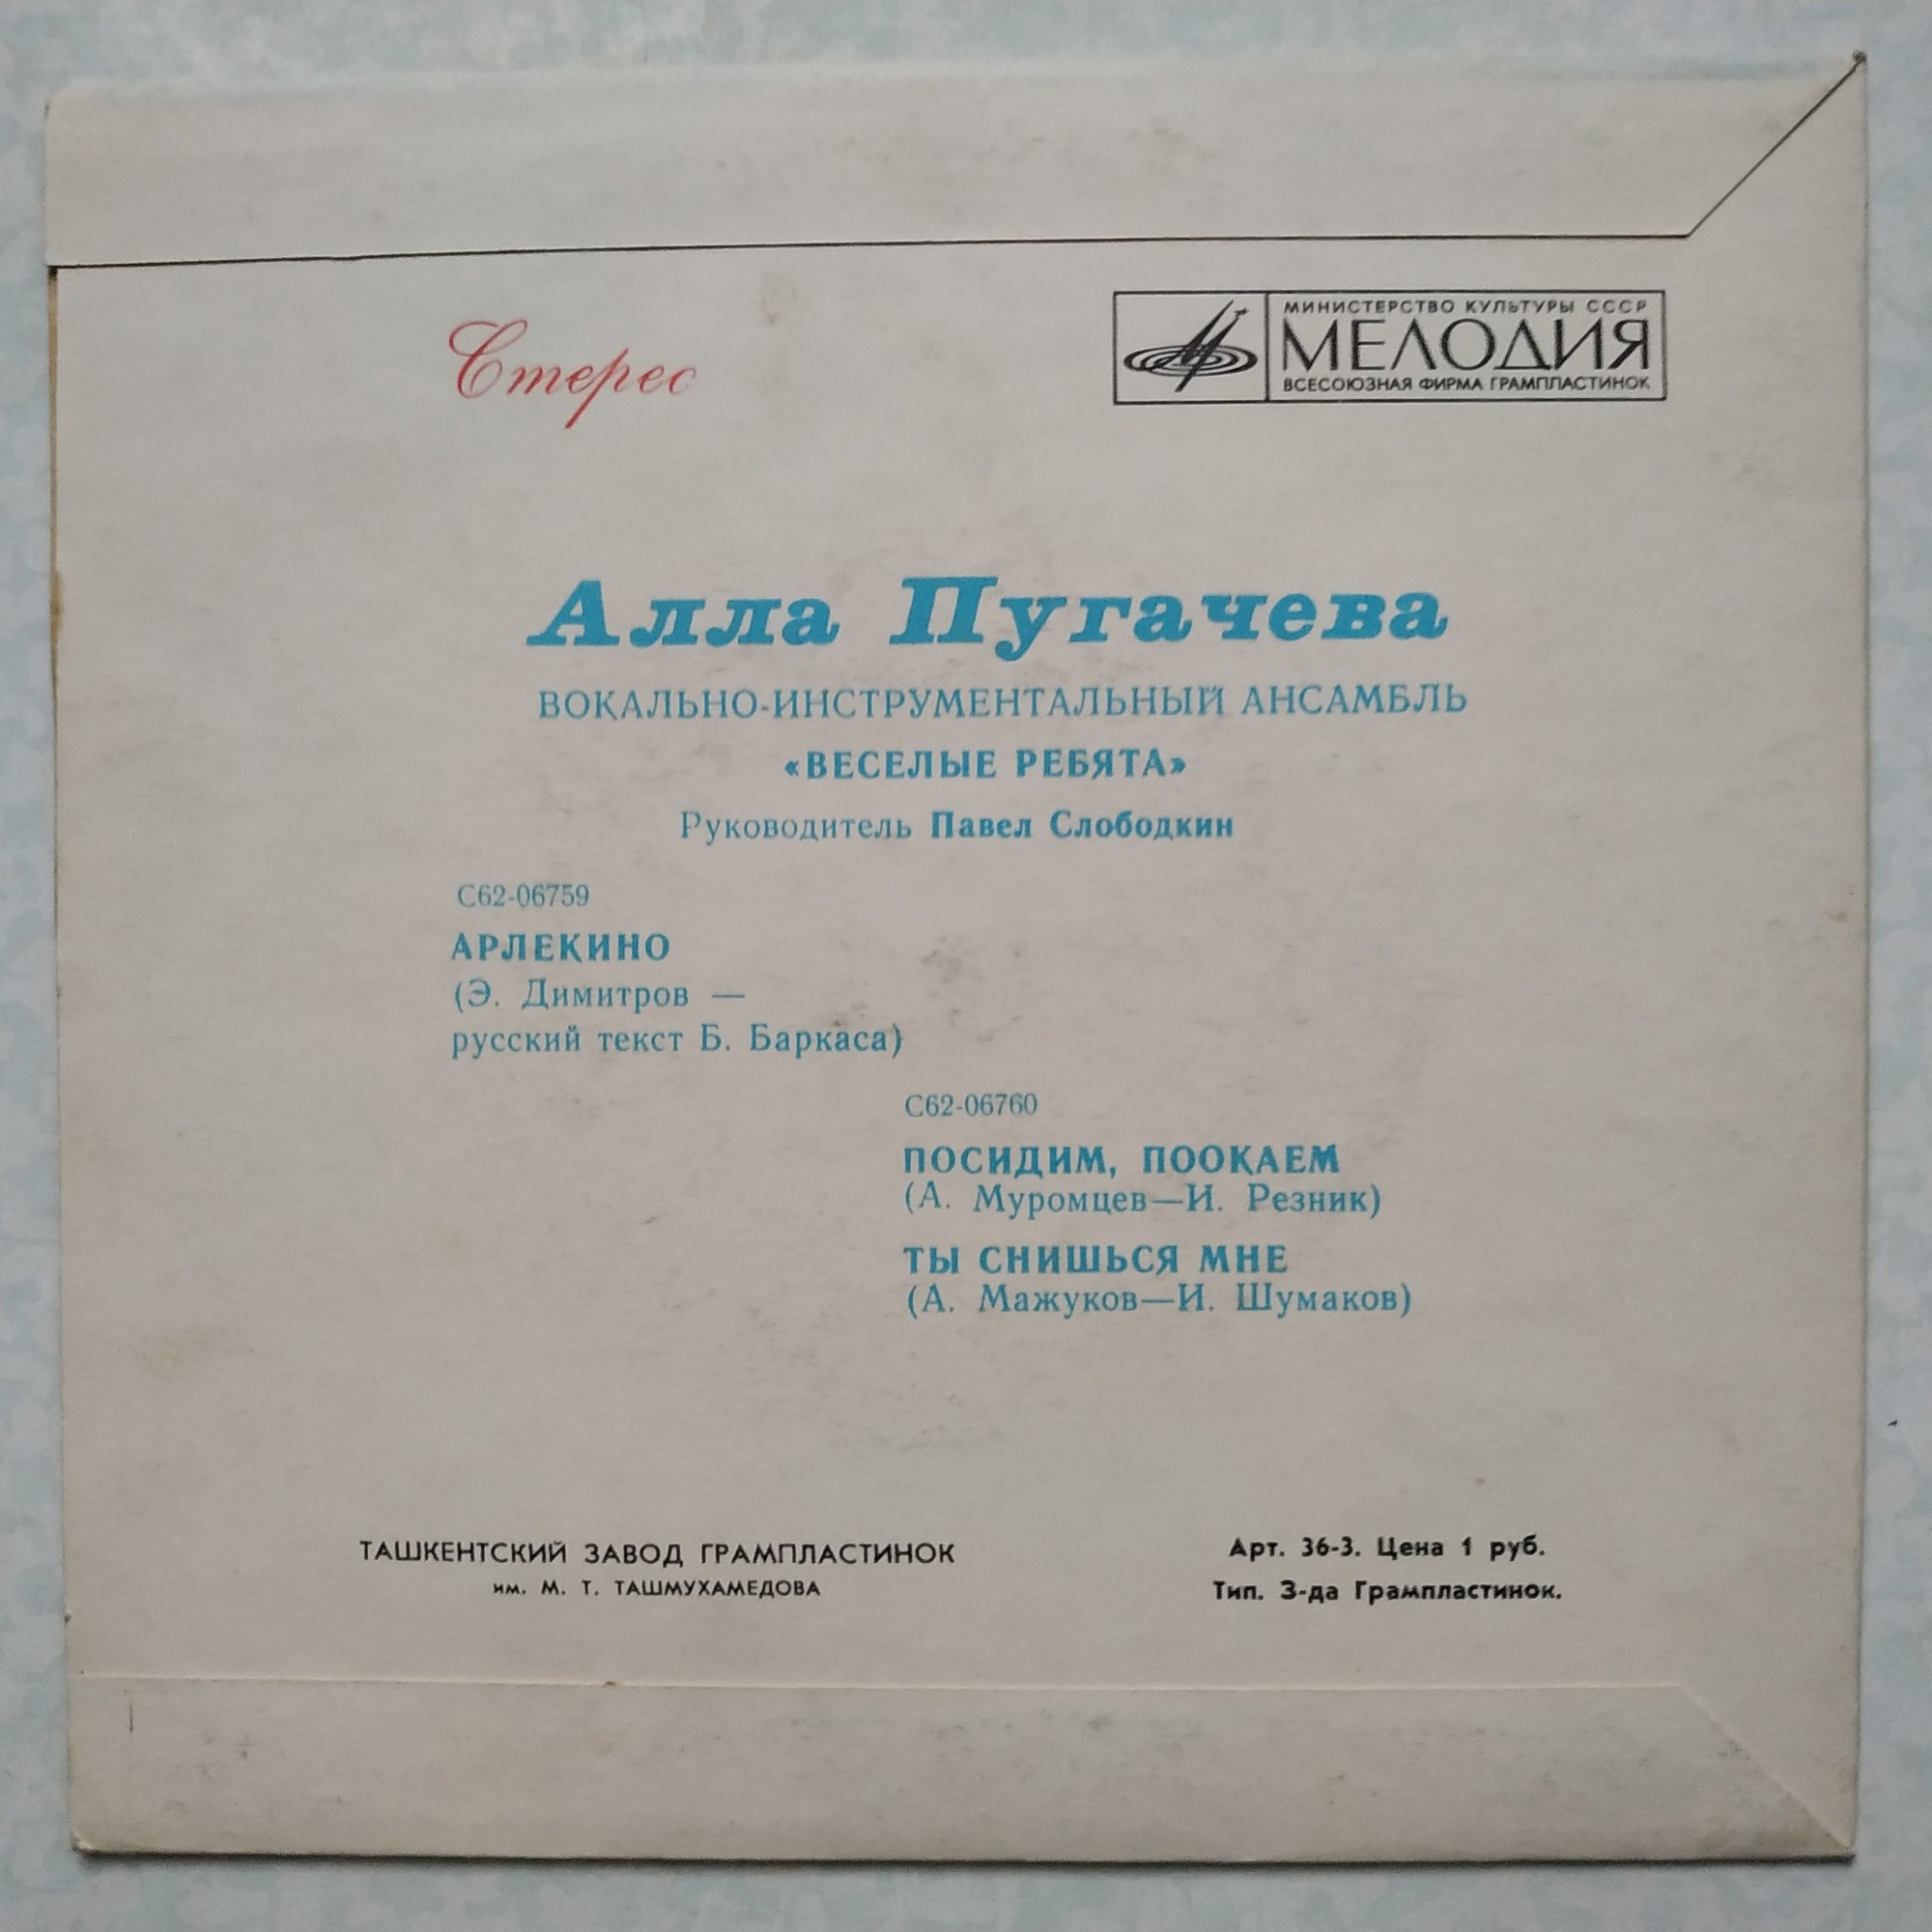 Стерео
МИНИСТЕРСТВО КУЛЬТУРЫ СССР
МЕЛОДИЯ
ВСЕСОЮЗНАЯ ФИРМА ГРАМПЛАСТИНОК
Алла Пугачева
ВОКАЛЬНО-ИНСТРУМЕНТАЛЬНЫЙ АНСАМБЛЬ
«ВЕСЕЛЫЕ РЕБЯТА»
Руководитель Павел Слободкин
С62-06759
АРЛЕКИНО
(Э. Димитров —
русский текст Б. Баркаса)
С62-06760
ПОСИДИМ, ПООКАЕМ
(А. Муромцев—И. Резник)
ТЫ СНИШЬСЯ МНЕ
(А. Мажуков—И. Шумаков)
ТАШКЕНТСКИЙ ЗАВОД ГРАМПЛАСТИНОК
им. М. Т. ТАШМУХАМЕДОВА
Арт. 36-3. Цена 1 руб.
Тип. З-да Грампластинок.